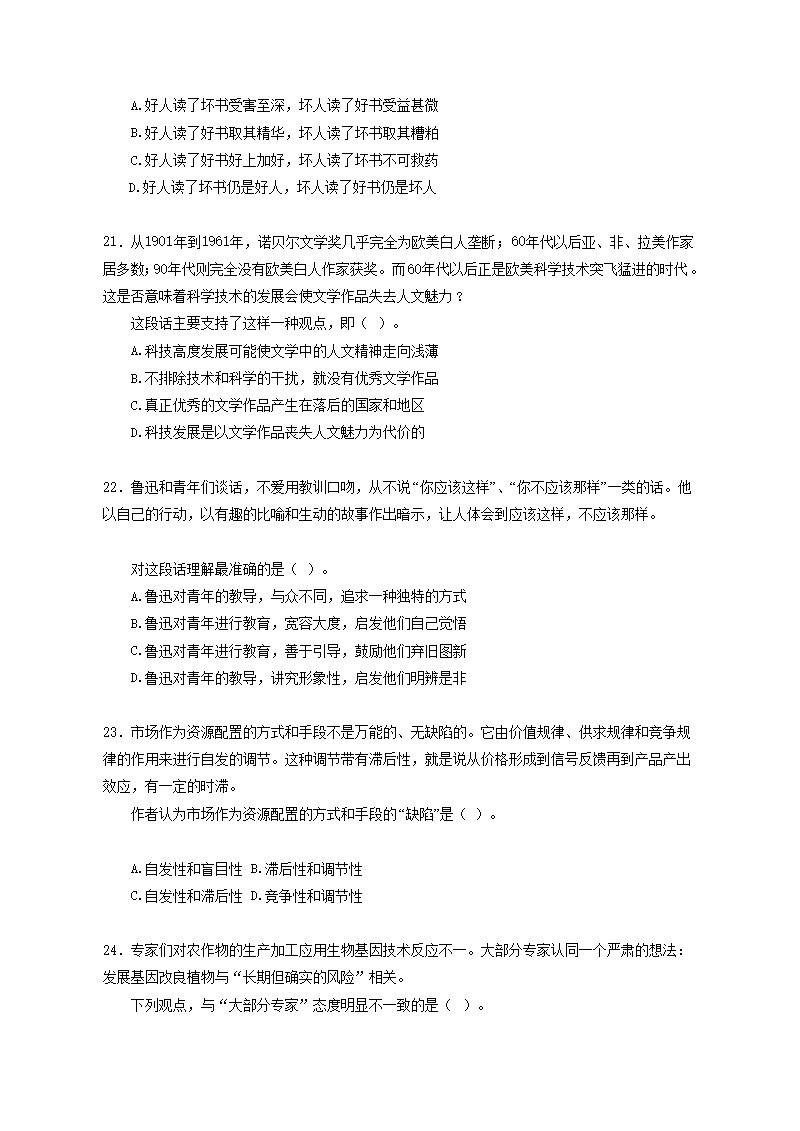 A.好人读了坏书受害至深，坏人读了好书受益甚微
B.好人读了好书取其精华，坏人读了坏书取其糟粕
C.好人读了好书好上加好，坏人读了坏书不可救药
D.好人读了坏书仍是好人，坏人读了好书仍是坏人
21．从1901年到1961年，诺贝尔文学奖几乎完全为欧美白人垄断；60年代以后亚、非、拉美作家
居多数；90年代则完全没有欧美白人作家获奖。而60年代以后正是欧美科学技术突飞猛进的时代。
这是否意味着科学技术的发展会使文学作品失去人文魅力？
这段话主要支持了这样一种观点，即（ ）。
A.科技高度发展可能使文学中的人文精神走向浅薄
B.不排除技术和科学的干扰，就没有优秀文学作品
C.真正优秀的文学作品产生在落后的国家和地区
D.科技发展是以文学作品丧失人文魅力为代价的
22．鲁迅和青年们谈话，不爱用教训口吻，从不说“你应该这样”、“你不应该那样”一类的话。他
以自己的行动，以有趣的比喻和生动的故事作出暗示，让人体会到应该这样，不应该那样。
对这段话理解最准确的是（ ）。
A.鲁迅对青年的教导，与众不同，追求一种独特的方式
B.鲁迅对青年进行教育，宽容大度，启发他们自己觉悟
C.鲁迅对青年进行教育，善于引导，鼓励他们弃旧图新
D.鲁迅对青年的教导，讲究形象性，启发他们明辨是非
23．市场作为资源配置的方式和手段不是万能的、无缺陷的。它由价值规律、供求规律和竞争规
律的作用来进行自发的调节。这种调节带有滞后性，就是说从价格形成到信号反馈再到产品产出
效应，有一定的时滞。
作者认为市场作为资源配置的方式和手段的“缺陷”是（ ）。
A.自发性和盲目性 B.滞后性和调节性
C.自发性和滞后性 D.竞争性和调节性
24．专家们对农作物的生产加工应用生物基因技术反应不一。大部分专家认同一个严肃的想法：
发展基因改良植物与“长期但确实的风险”相关。
下列观点，与“大部分专家”态度明显不一致的是（ ）。